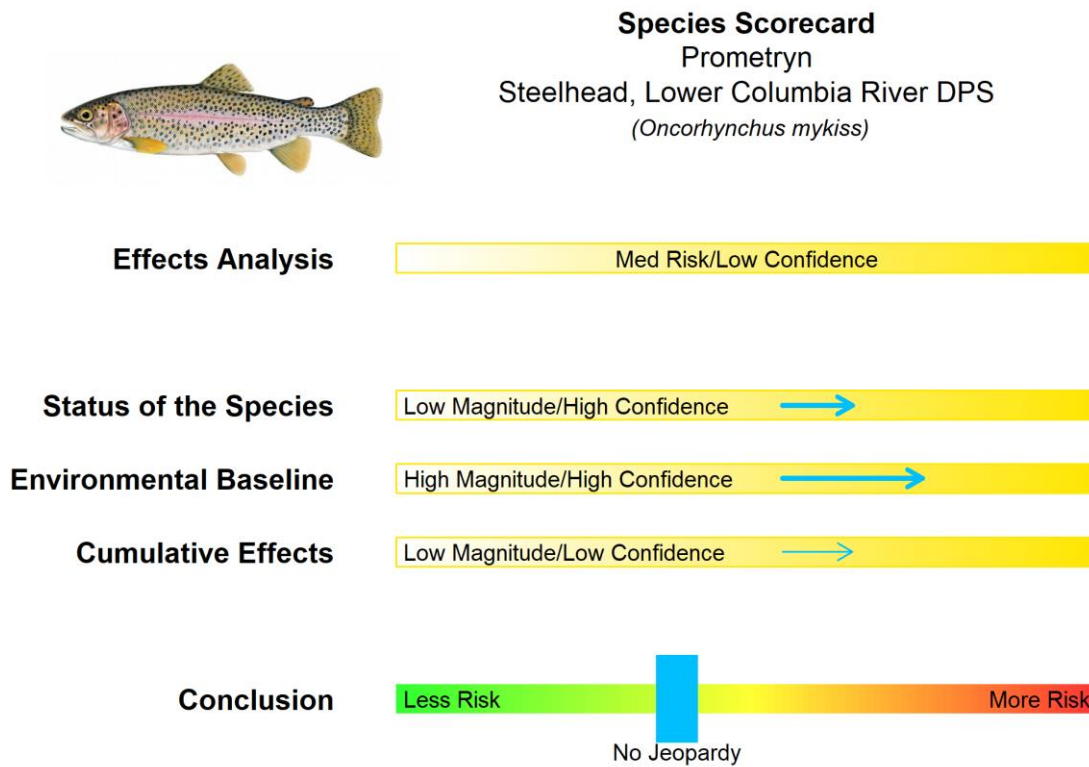 Species Scorecard
Prometryn
Steelhead, Lower Columbia River DPS
(Oncorhynchus mykiss)
Effects Analysis
Med Risk/Low Confidence
Status of the Species
Low Magnitude/High Confidence
Environmental Baseline
High Magnitude/High Confidence
Cumulative Effects
Low Magnitude/Low Confidence
Conclusion
Less Risk
More Risk
No Jeopardy